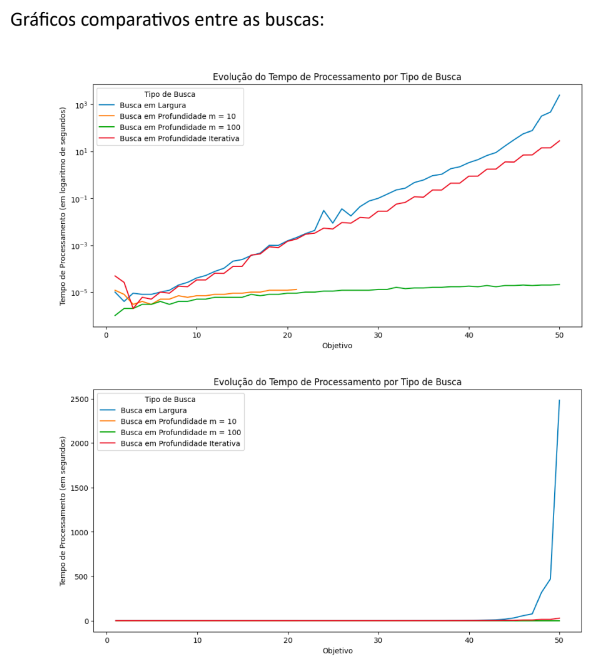 Gráficos comparativos entre as buscas:
Evolução do Tempo de Processamento por Tipo de Busca
Tipo de Busca
Busca em Largura
Busca em Profundidade m = 10
Busca em Profundidade m = 100
Busca em Profundidade Iterativa
Tempo de Processamento (em logaritmo de segundos)
10³
10¹
10⁻¹
10⁻³
10⁻⁵
0 10 20 30 40 50
Objetivo
Evolução do Tempo de Processamento por Tipo de Busca
Tipo de Busca
Busca em Largura
Busca em Profundidade m = 10
Busca em Profundidade m = 100
Busca em Profundidade Iterativa
Tempo de Processamento (em segundos)
2500
2000
1500
1000
500
0
0 10 20 30 40 50
Objetivo